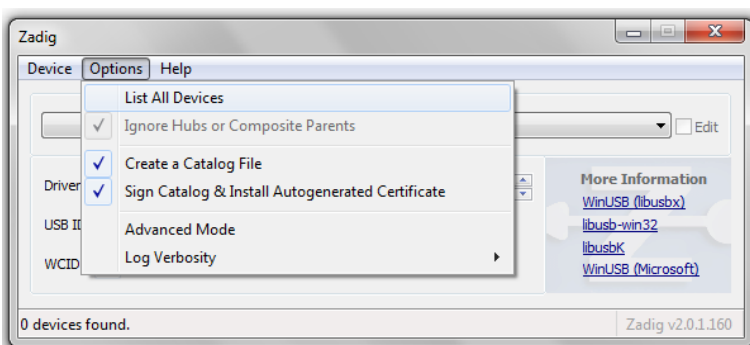 Zadig
Device Options Help
List All Devices
Ignore Hubs or Composite Parents
Edit
Create a Catalog File
Sign Catalog & Install Autogenerated Certificate
Advanced Mode
Log Verbosity
Driver
USB ID
WCID
More Information
WinUSB (libusbx)
libusb-win32
libusbK
WinUSB (Microsoft)
0 devices found.
Zadig v2.0.1.160